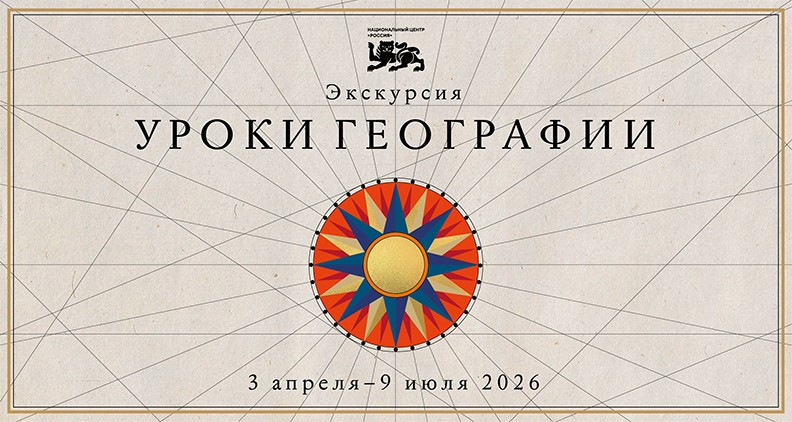 НАЦИОНАЛЬНЫЙ ЦЕНТР
«РОССИЯ»
Экскурсия
УРОКИ ГЕОГРАФИИ
3 апреля–9 июля 2026